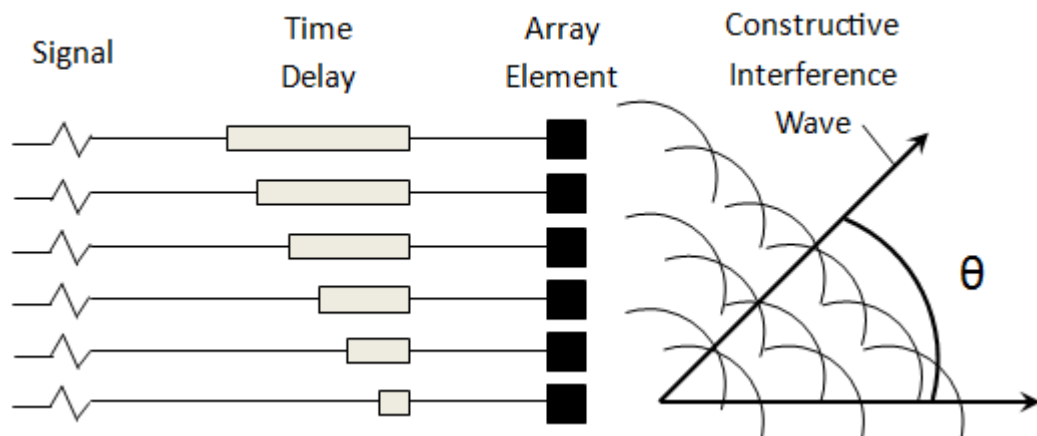 Signal
Time
Delay
Array
Element
Constructive
Interference
Wave
θ